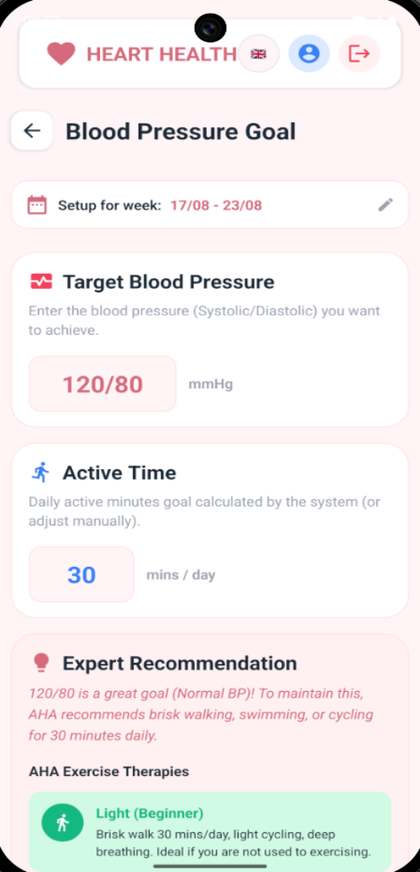 HEART HEALTH
Blood Pressure Goal
Setup for week: 17/08 - 23/08
Target Blood Pressure
Enter the blood pressure (Systolic/Diastolic) you want
to achieve.
120/80 mmHg
Active Time
Daily active minutes goal calculated by the system (or
adjust manually).
30 mins / day
Expert Recommendation
120/80 is a great goal (Normal BP)! To maintain this,
AHA recommends brisk walking, swimming, or cycling
for 30 minutes daily.
AHA Exercise Therapies
Light (Beginner)
Brisk walk 30 mins/day, light cycling, deep
breathing. Ideal if you are not used to exercising.